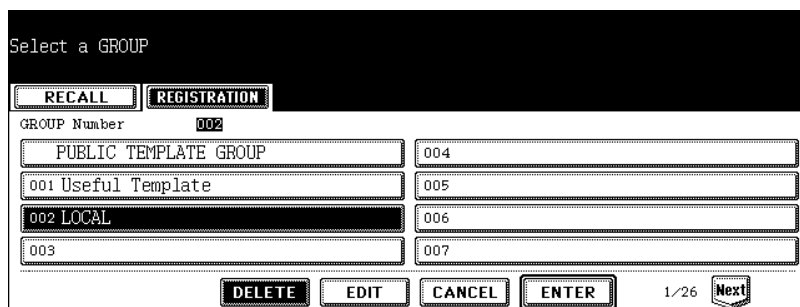 Select a GROUP
RECALL REGISTRATION
GROUP Number 002
PUBLIC TEMPLATE GROUP 004
001 Useful Template 005
002 LOCAL 006
003 007
DELETE EDIT CANCEL ENTER 1/26 Next